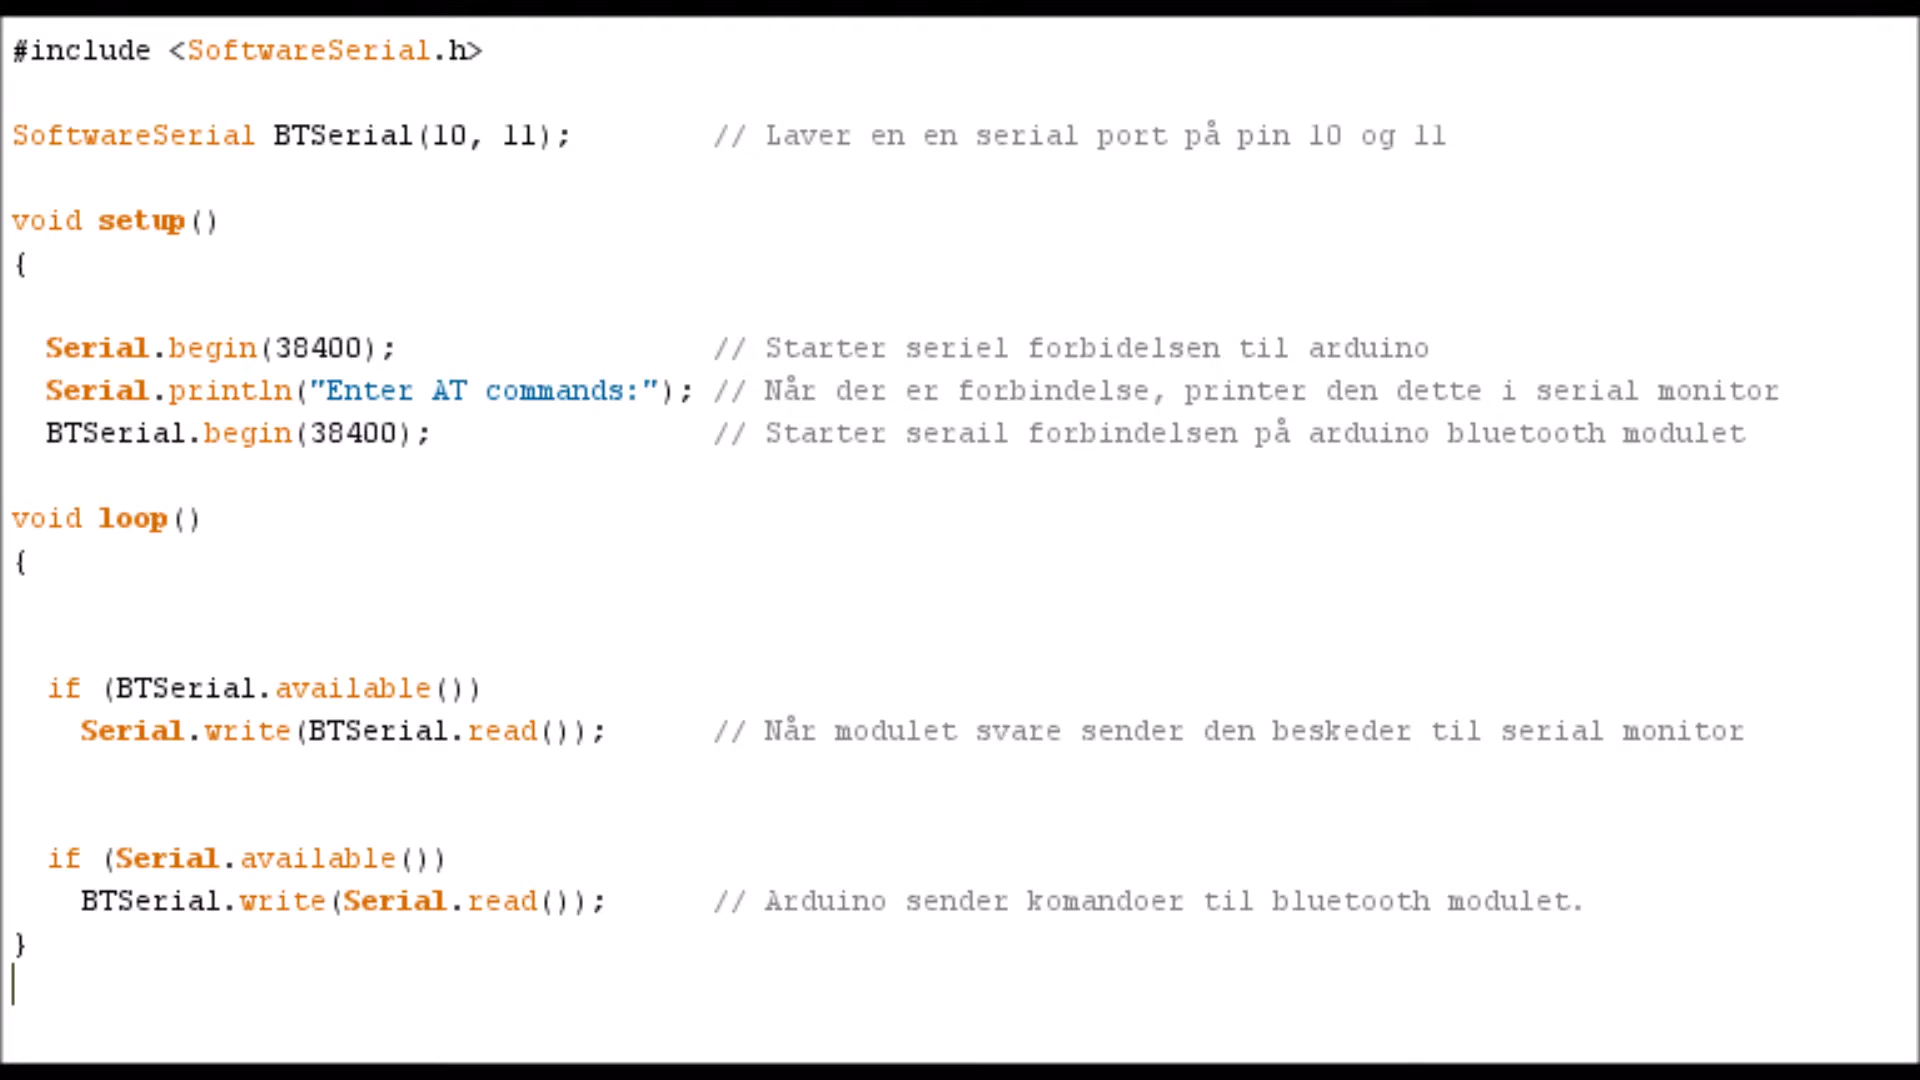 #include <SoftwareSerial.h>
SoftwareSerial BTSerial(10, 11); // Laver en en serial port på pin 10 og 11
void setup()
{
Serial.begin(38400); // Starter seriel forbidelsen til arduino
Serial.println("Enter AT commands:"); // Når der er forbindelse, printer den dette i serial monitor
BTSerial.begin(38400); // Starter serail forbindelsen på arduino bluetooth modulet
void loop()
{
if (BTSerial.available())
Serial.write(BTSerial.read()); // Når modulet svare sender den beskeder til serial monitor
if (Serial.available())
BTSerial.write(Serial.read()); // Arduino sender komandoer til bluetooth modulet.
}